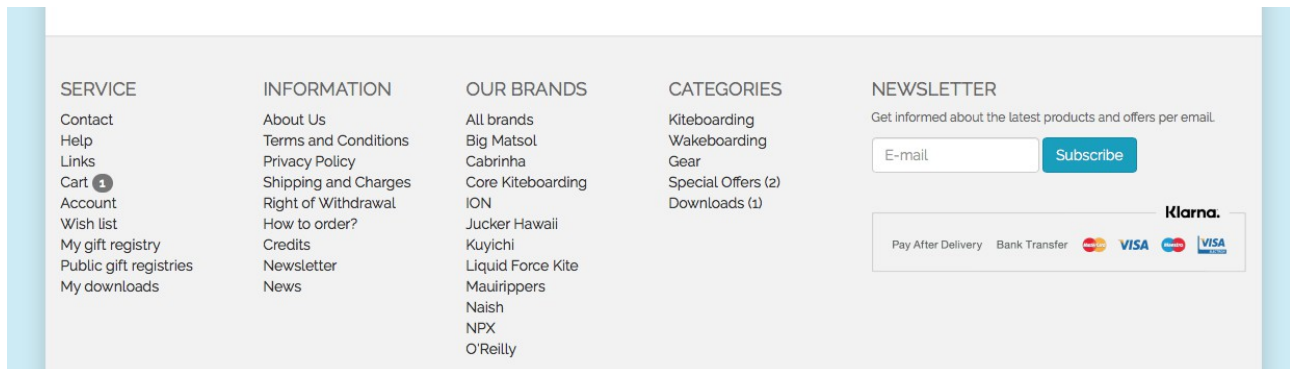 SERVICE
Contact
Help
Links
Cart 1
Account
Wish list
My gift registry
Public gift registries
My downloads
INFORMATION
About Us
Terms and Conditions
Privacy Policy
Shipping and Charges
Right of Withdrawal
How to order?
Credits
Newsletter
News
OUR BRANDS
All brands
Big Matsol
Cabrinha
Core Kiteboarding
ION
Jucker Hawaii
Kuyichi
Liquid Force Kite
Mauirippers
Naish
NPX
O'Reilly
CATEGORIES
Kiteboarding
Wakeboarding
Gear
Special Offers (2)
Downloads (1)
NEWSLETTER
Get informed about the latest products and offers per email.
E-mail Subscribe
Klarna.
Pay After Delivery Bank Transfer MasterCard VISA Maestro VISA